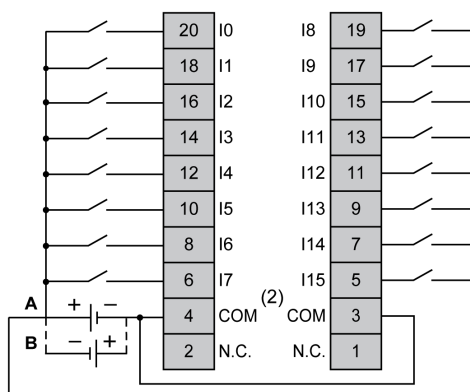 20 I0 I8 19
18 I1 I9 17
16 I2 I10 15
14 I3 I11 13
12 I4 I12 11
10 I5 I13 9
8 I6 I14 7
6 I7 I15 5
(2)
A + − 4 COM COM 3
B − + 2 N.C. N.C. 1